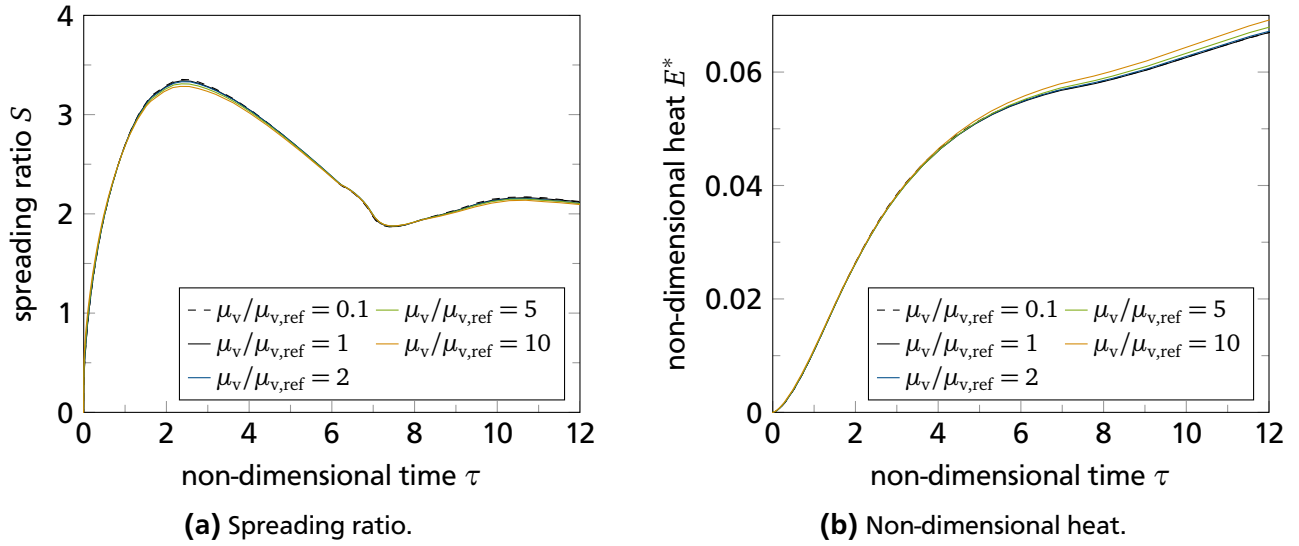 4
3
2
1
0
0
2
4
6
8
10
12
spreading ratio S
non-dimensional time τ
μv/μv,ref = 0.1
μv/μv,ref = 5
μv/μv,ref = 1
μv/μv,ref = 10
μv/μv,ref = 2
(a) Spreading ratio.
0.06
0.04
0.02
0
0
2
4
6
8
10
12
non-dimensional heat E*
non-dimensional time τ
μv/μv,ref = 0.1
μv/μv,ref = 5
μv/μv,ref = 1
μv/μv,ref = 10
μv/μv,ref = 2
(b) Non-dimensional heat.